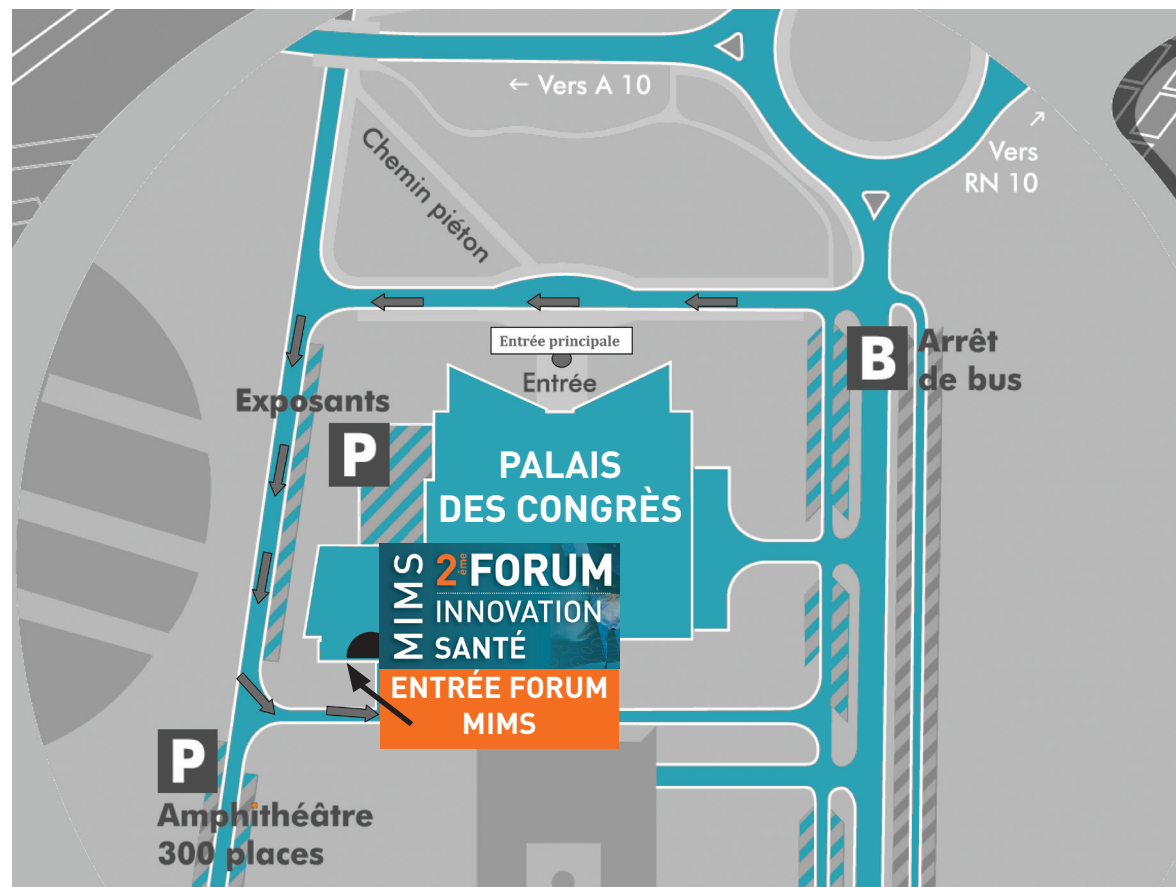 ← Vers A 10
Vers
RN 10
Chemin piéton
Entrée principale
Entrée
B
Arrêt
de bus
Exposants
P
PALAIS
DES CONGRÈS
MIMS
2ème FORUM
INNOVATION
SANTÉ
ENTRÉE FORUM
MIMS
P
Amphithéâtre
300 places